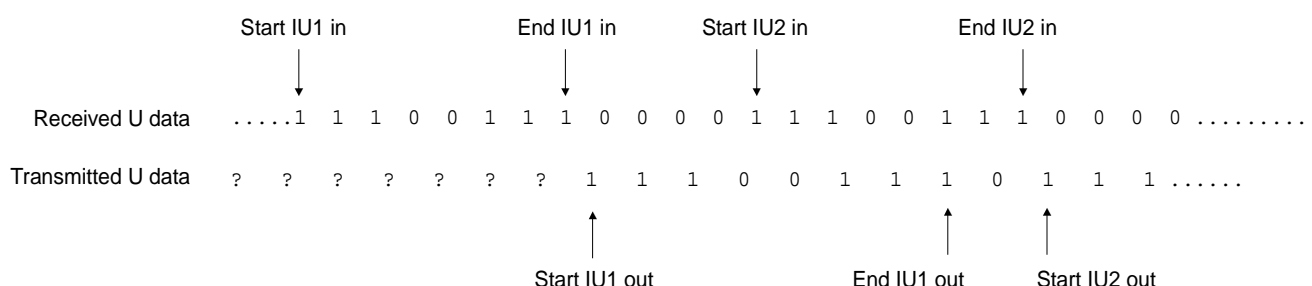 Start IU1 in End IU1 in Start IU2 in End IU2 in
Received U data .....1 1 1 0 0 1 1 1 0 0 0 0 1 1 1 0 0 1 1 1 0 0 0 0 .........
Transmitted U data ? ? ? ? ? ? ? 1 1 1 0 0 1 1 1 0 1 1 1 ......
Start IU1 out End IU1 out Start IU2 out